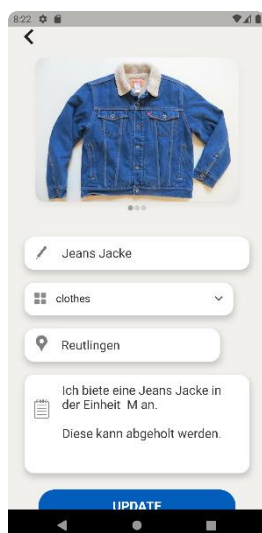 8:22
Jeans Jacke
clothes
Reutlingen
Ich biete eine Jeans Jacke in
der Einheit M an.
Diese kann abgeholt werden.
UPDATE